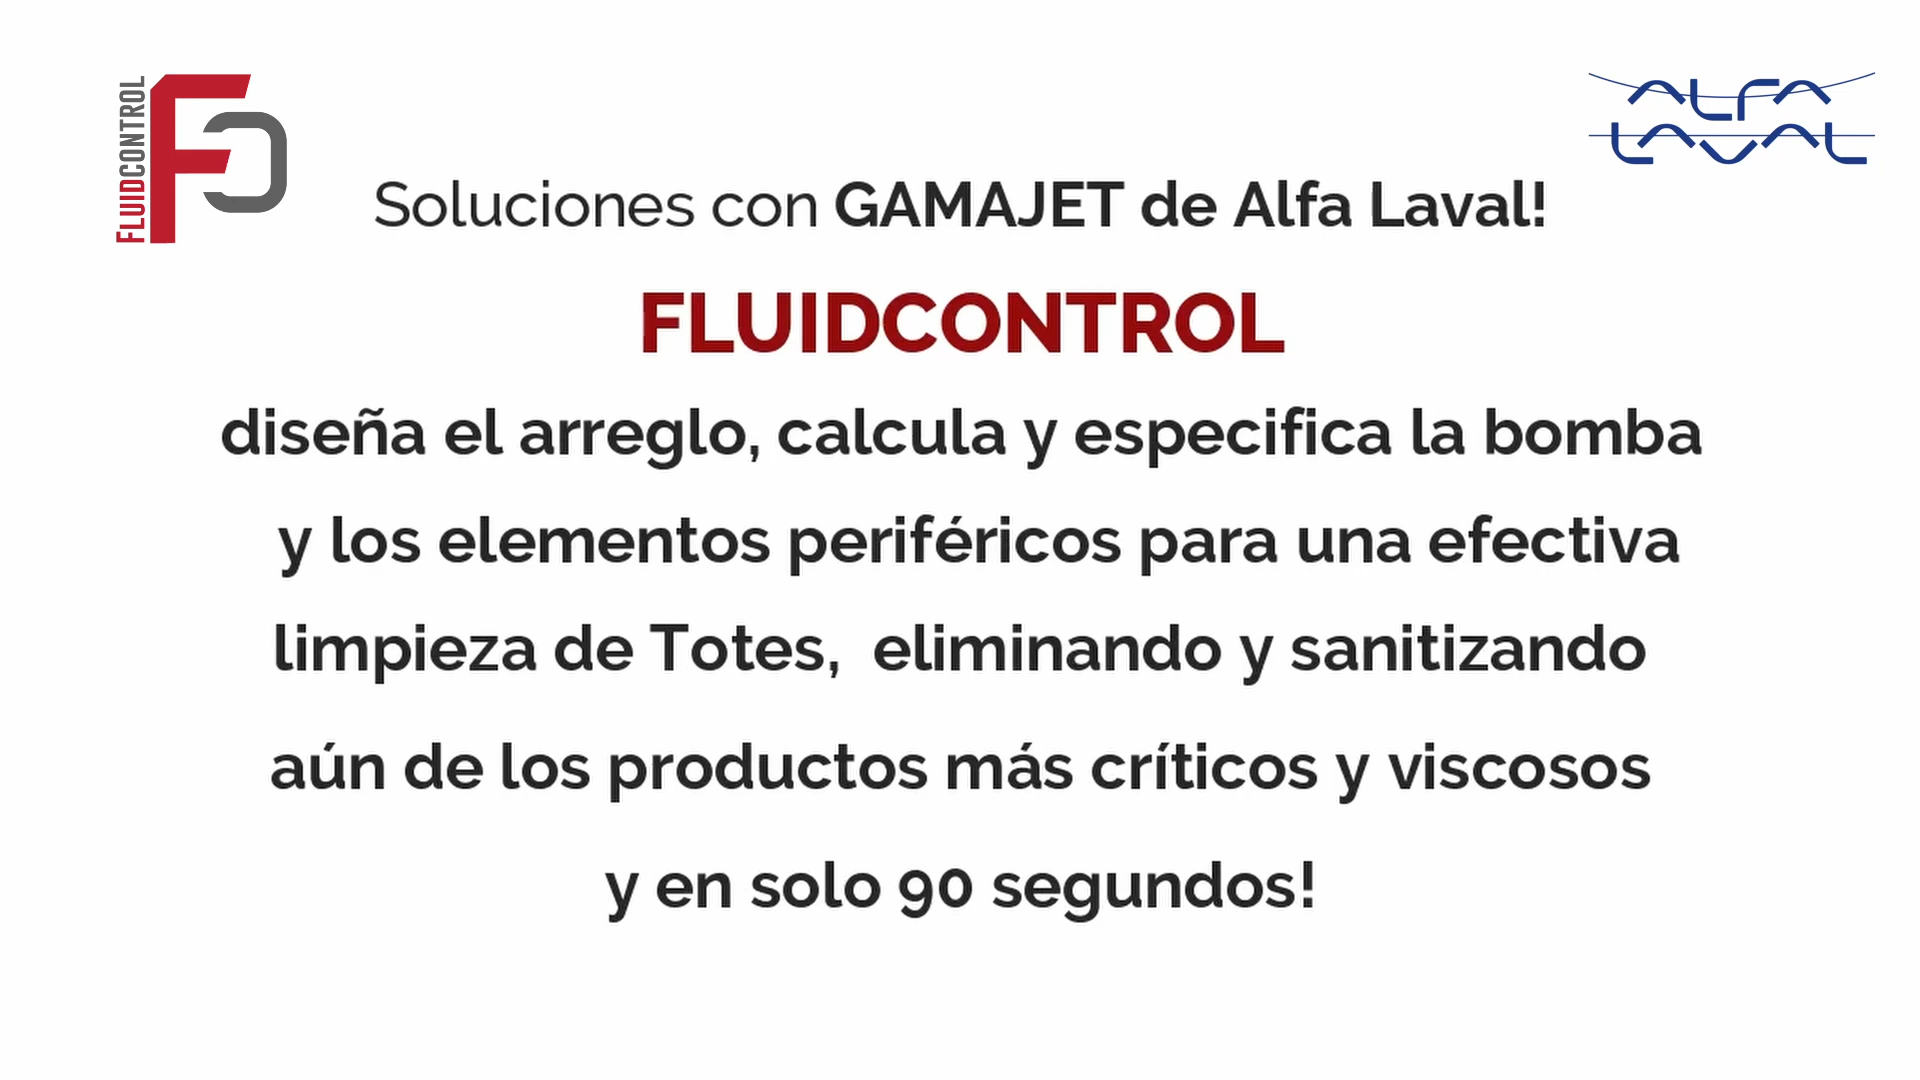 FLUIDCONTROL
FC
ALFA
LAVAL
Soluciones con GAMAJET de Alfa Laval!
FLUIDCONTROL
diseña el arreglo, calcula y especifica la bomba
y los elementos periféricos para una efectiva
limpieza de Totes, eliminando y sanitizando
aún de los productos más críticos y viscosos
y en solo 90 segundos!